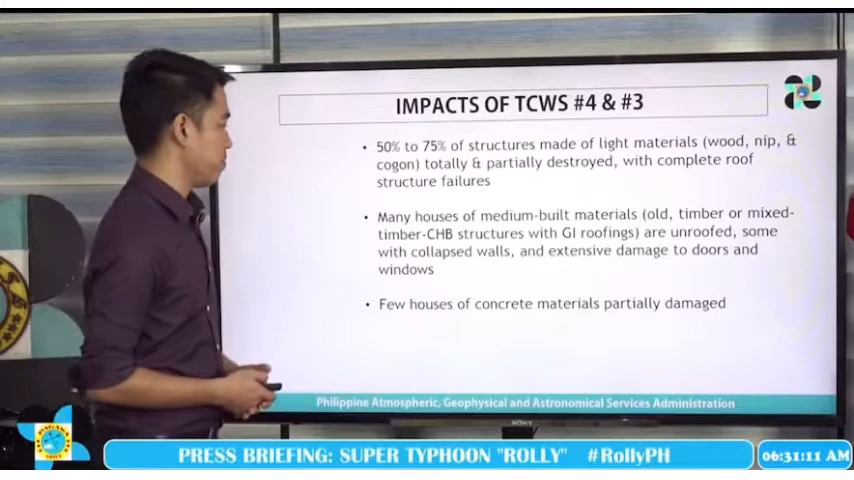 IMPACTS OF TCWS #4 & #3
• 50% to 75% of structures made of light materials (wood, nip, &
cogon) totally & partially destroyed, with complete roof
structure failures
• Many houses of medium-built materials (old, timber or mixed-
timber-CHB structures with GI roofings) are unroofed, some
with collapsed walls, and extensive damage to doors and
windows
• Few houses of concrete materials partially damaged
Philippine Atmospheric, Geophysical and Astronomical Services Administration
SONY
PRESS BRIEFING: SUPER TYPHOON "ROLLY" #RollyPH
06:31:11 AM